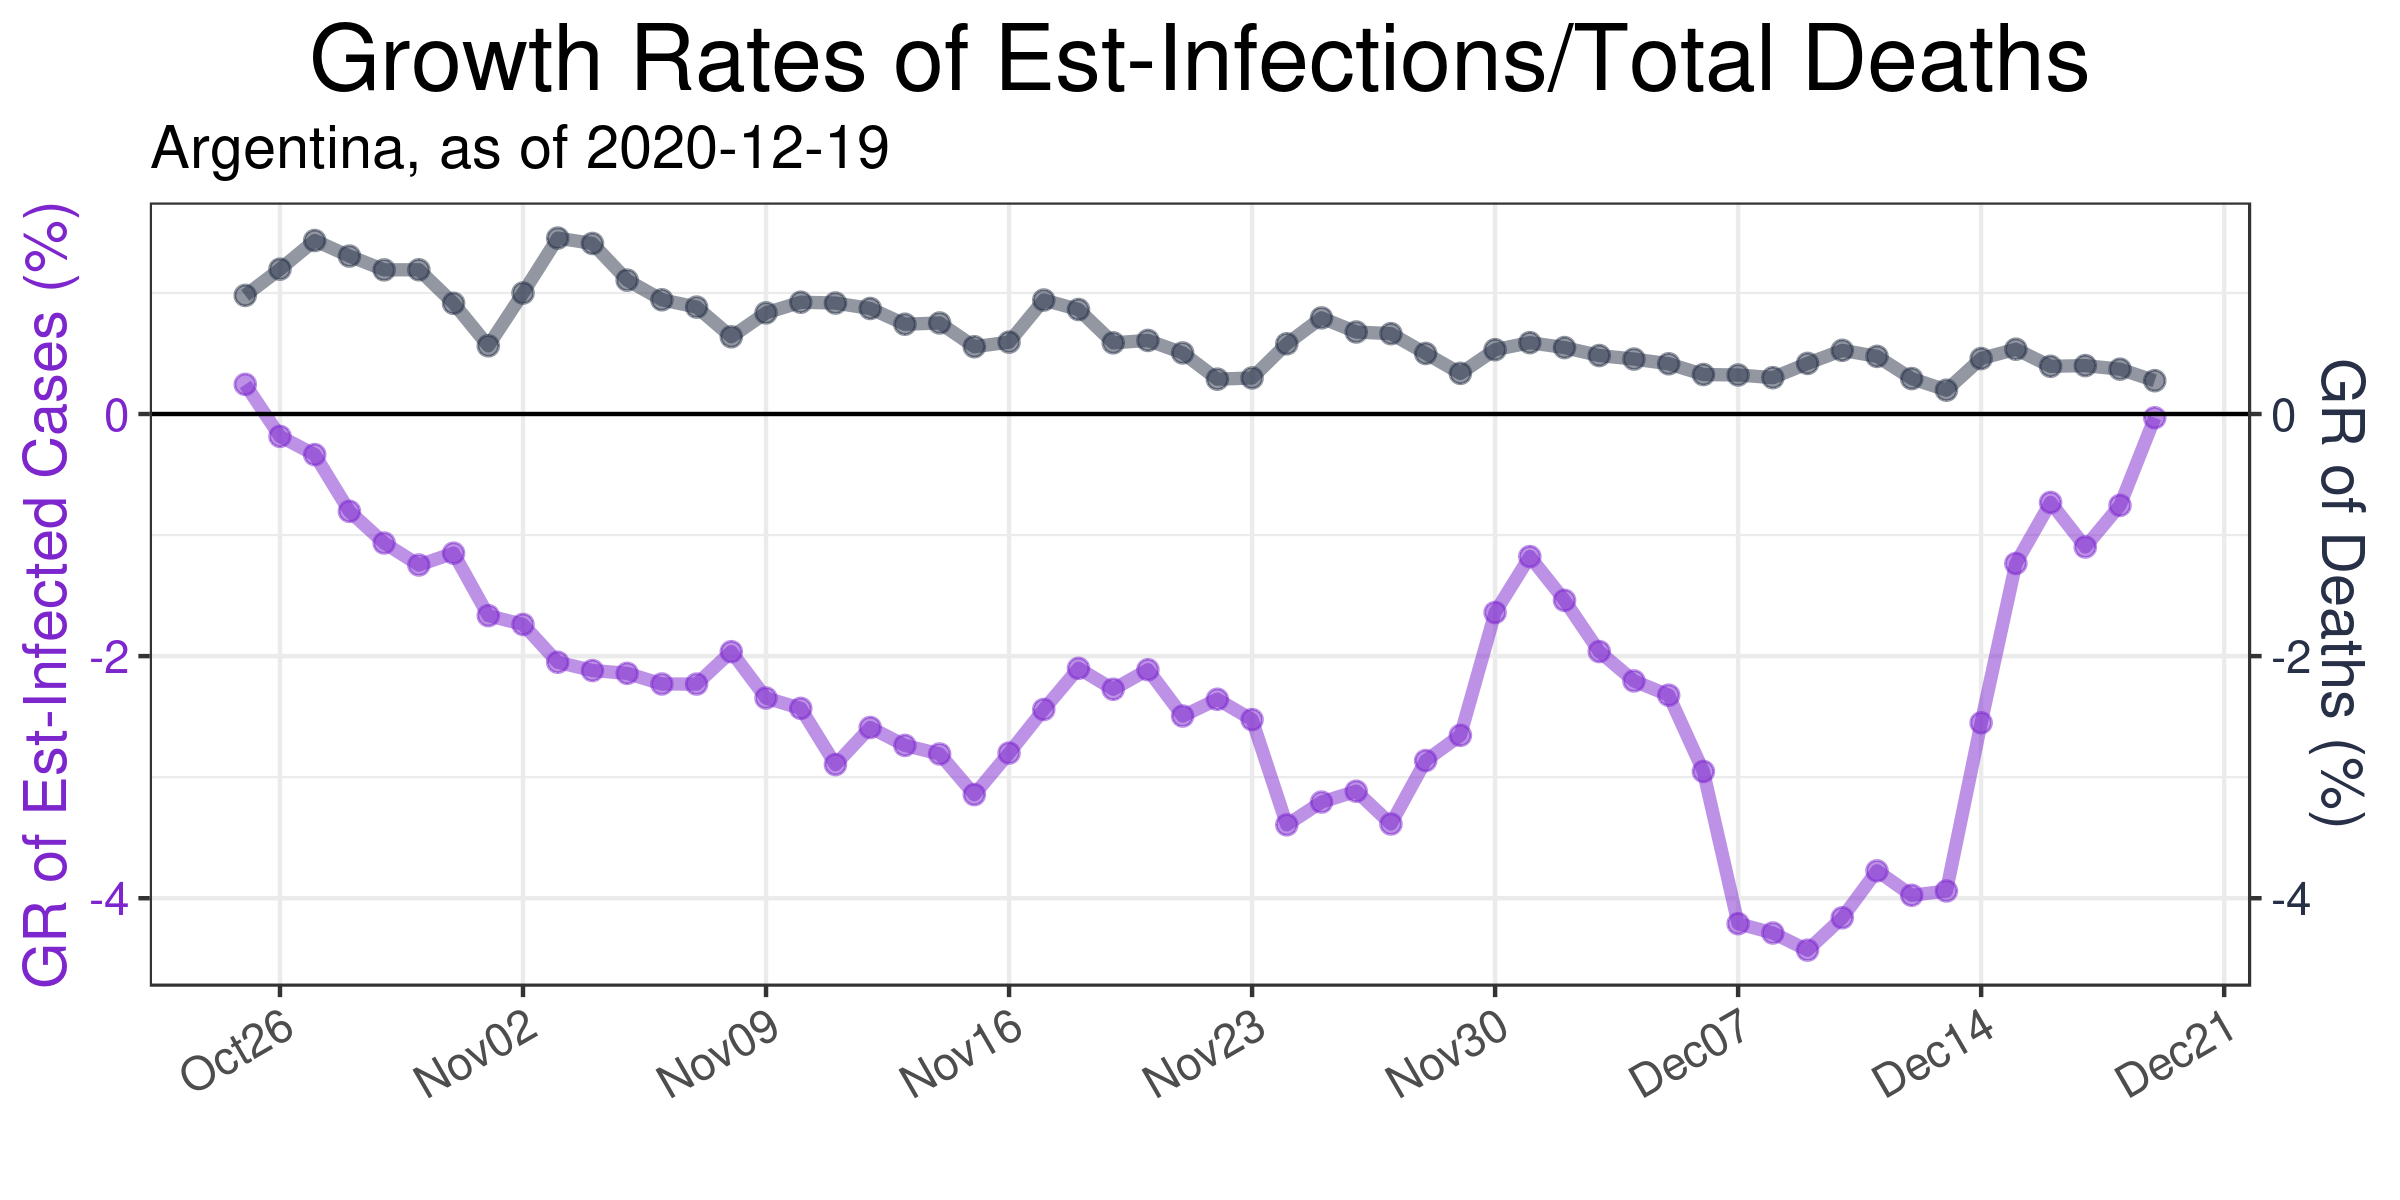 Growth Rates of Est-Infections/Total Deaths
Argentina, as of 2020-12-19
GR of Est-Infected Cases (%)
0
-2
-4
0
-2
-4
GR of Deaths (%)
Oct26
Nov02
Nov09
Nov16
Nov23
Nov30
Dec07
Dec14
Dec21